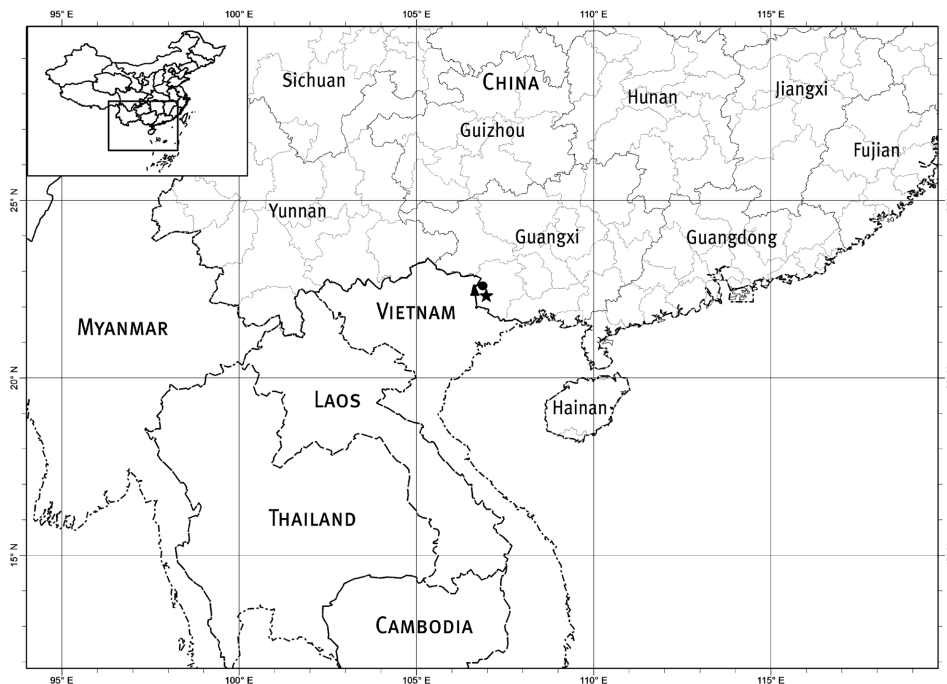 95° E 100° E 105° E 110° E 115° E
Sichuan
CHINA
Hunan
Jiangxi
Guizhou
Fujian
25° N
Yunnan
Guangxi
Guangdong
VIETNAM
MYANMAR
20° N
LAOS
Hainan
THAILAND
15° N
CAMBODIA
95° E 100° E 105° E 110° E 115° E